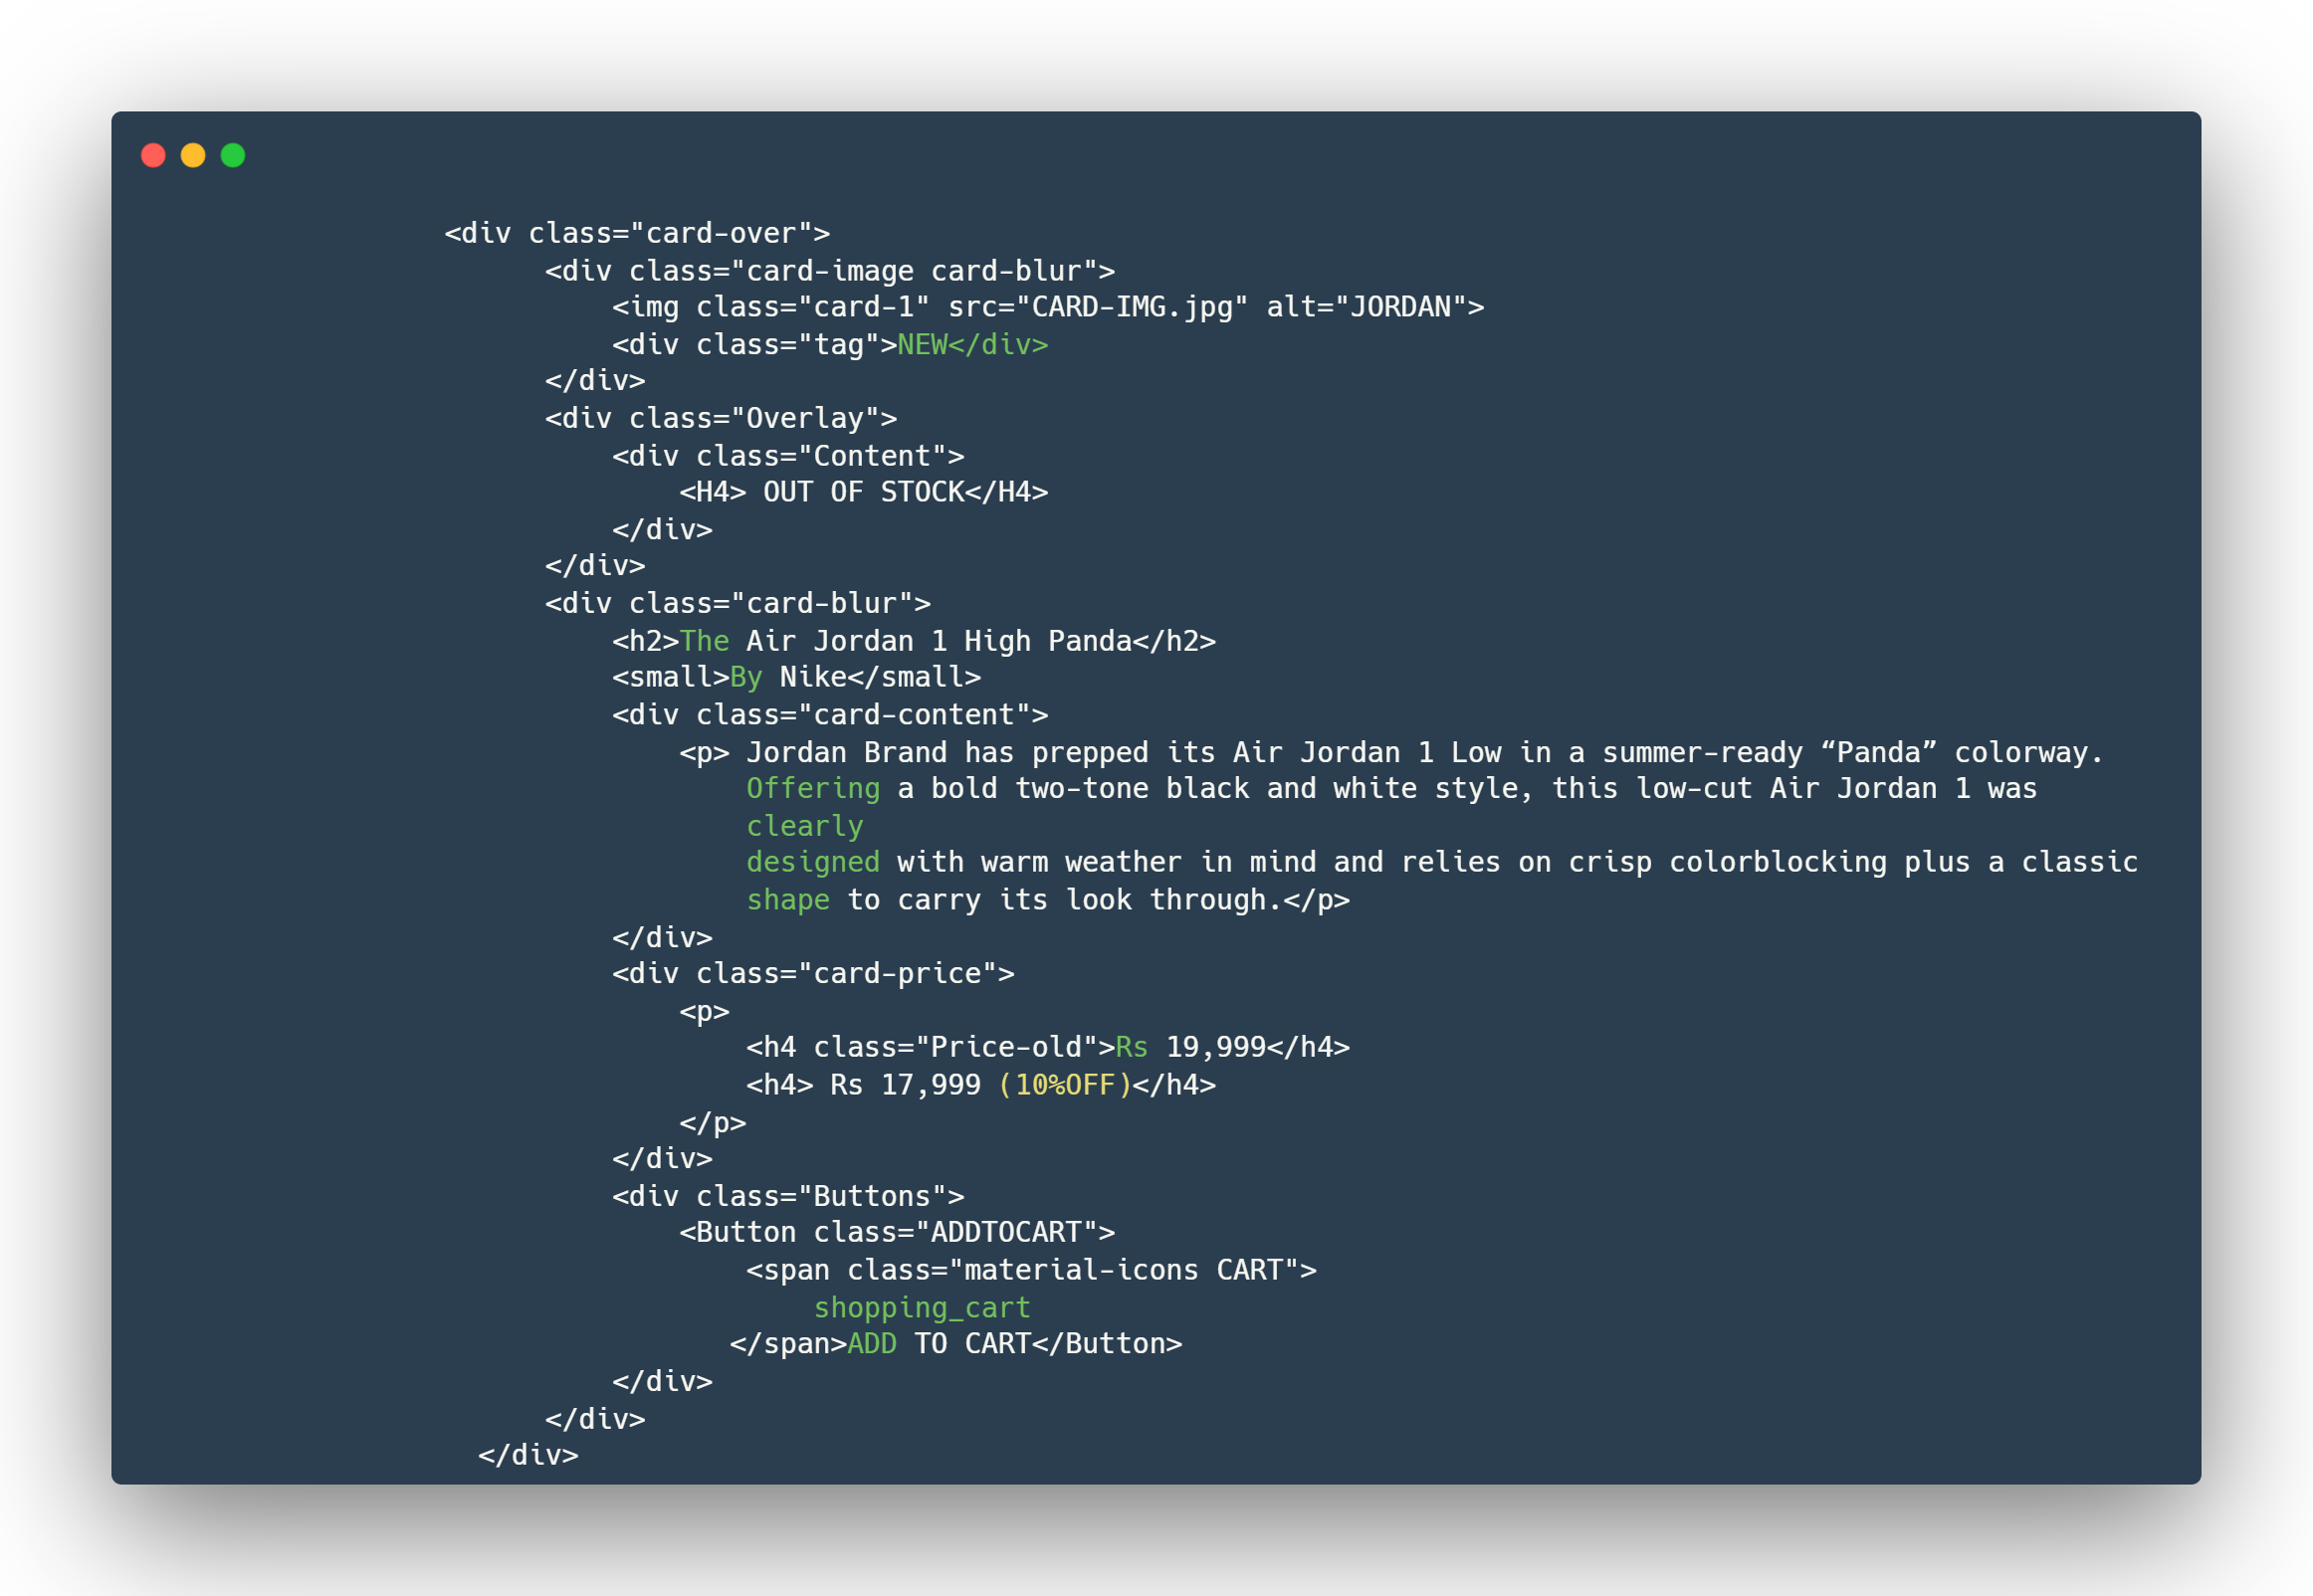 <div class="card-over">
<div class="card-image card-blur">
<img class="card-1" src="CARD-IMG.jpg" alt="JORDAN">
<div class="tag">NEW</div>
</div>
<div class="Overlay">
<div class="Content">
<H4> OUT OF STOCK</H4>
</div>
</div>
<div class="card-blur">
<h2>The Air Jordan 1 High Panda</h2>
<small>By Nike</small>
<div class="card-content">
<p> Jordan Brand has prepped its Air Jordan 1 Low in a summer-ready “Panda” colorway.
Offering a bold two-tone black and white style, this low-cut Air Jordan 1 was
clearly
designed with warm weather in mind and relies on crisp colorblocking plus a classic
shape to carry its look through.</p>
</div>
<div class="card-price">
<p>
<h4 class="Price-old">Rs 19,999</h4>
<h4> Rs 17,999 (10%OFF)</h4>
</p>
</div>
<div class="Buttons">
<Button class="ADDTOCART">
<span class="material-icons CART">
shopping_cart
</span>ADD TO CART</Button>
</div>
</div>
</div>